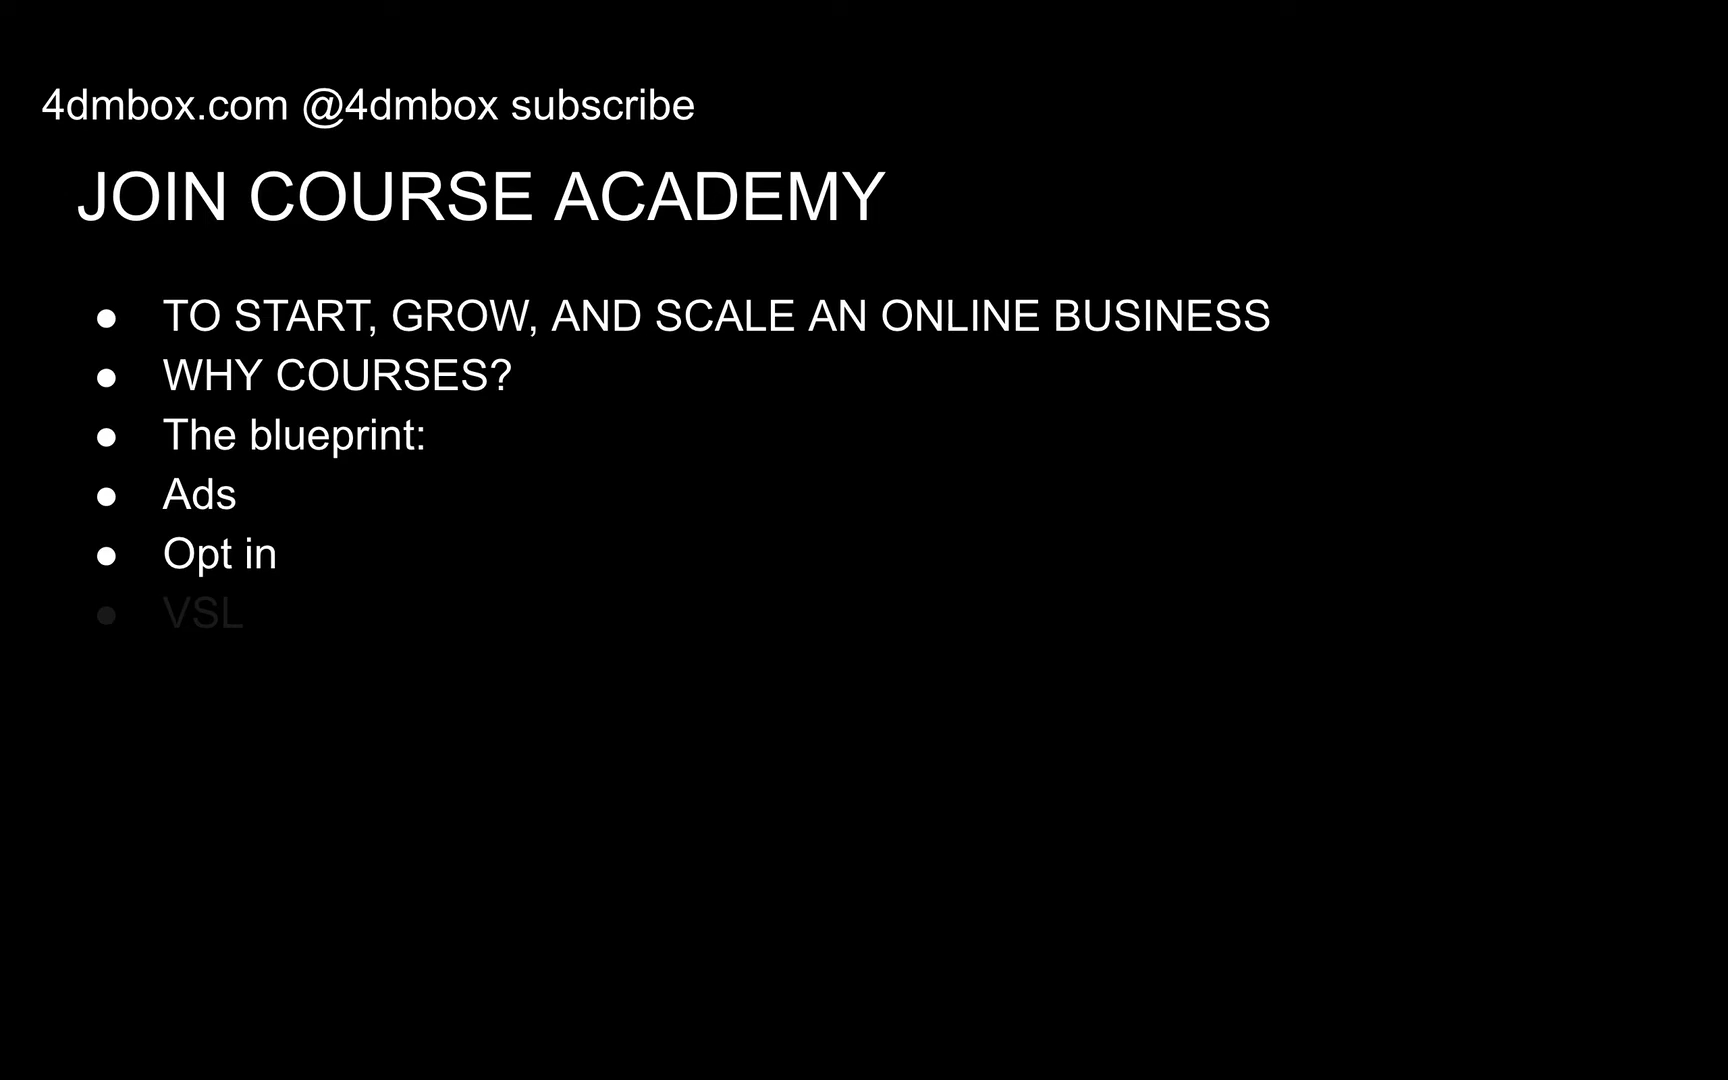 4dmbox.com @4dmbox subscribe
JOIN COURSE ACADEMY
● TO START, GROW, AND SCALE AN ONLINE BUSINESS
● WHY COURSES?
● The blueprint:
● Ads
● Opt in
● VSL